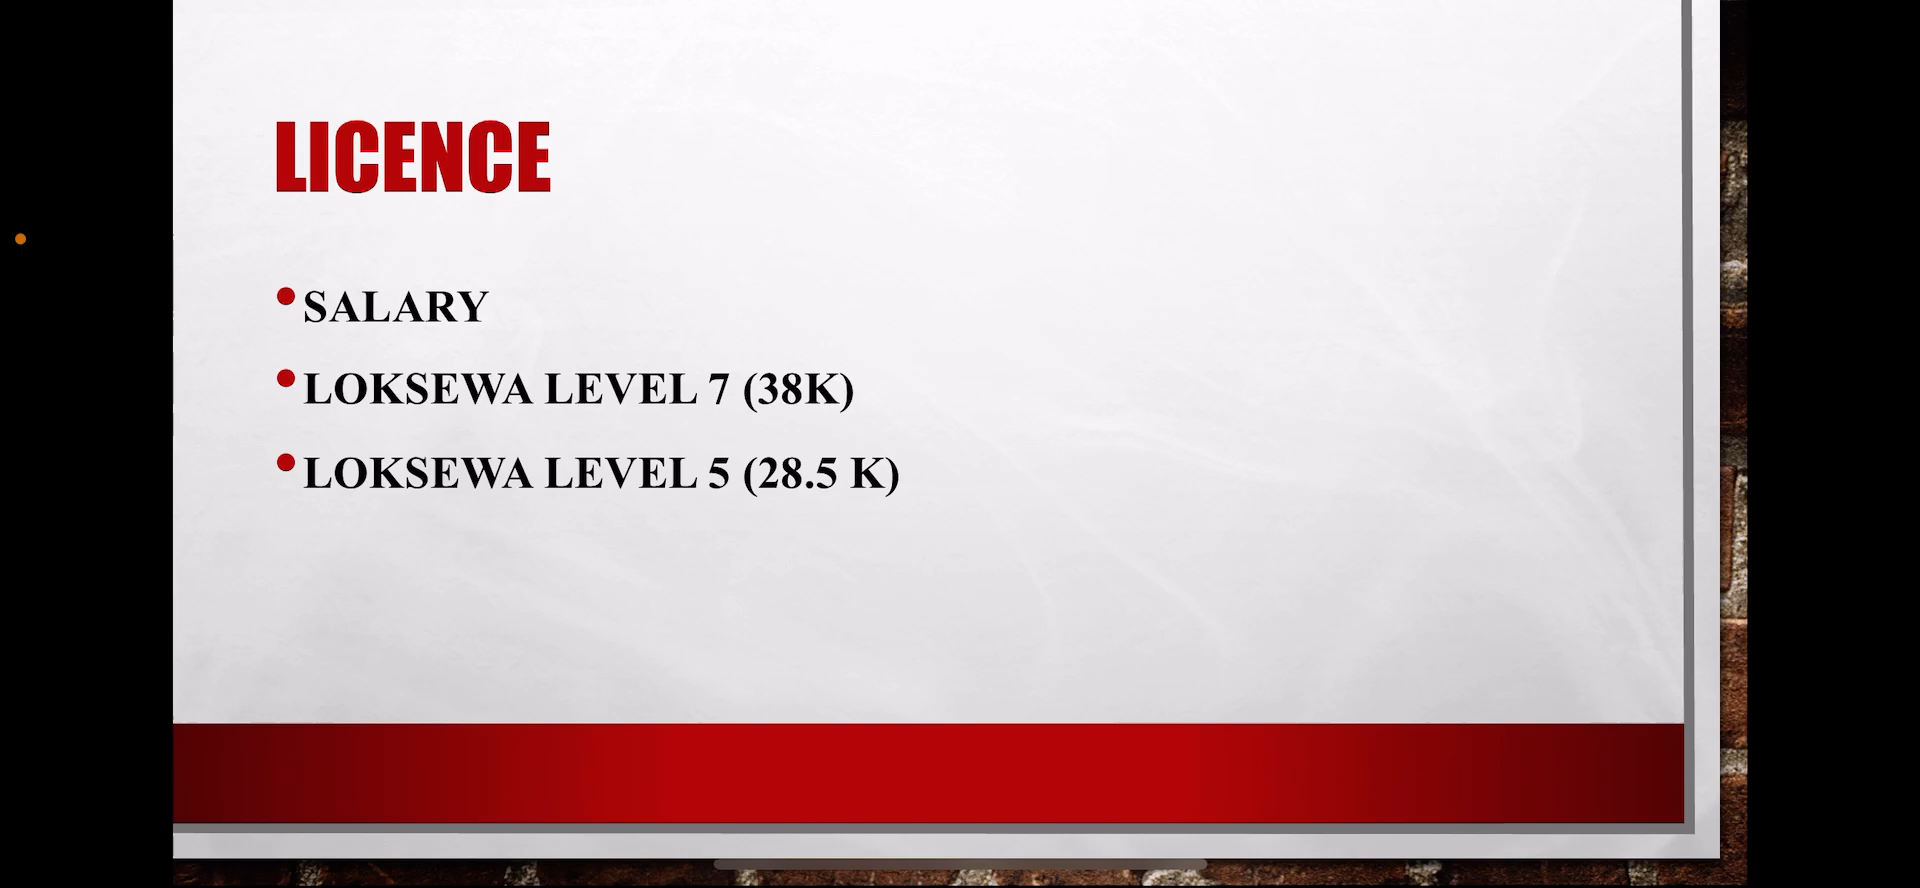 LICENCE
•SALARY
•LOKSEWA LEVEL 7 (38K)
•LOKSEWA LEVEL 5 (28.5 K)